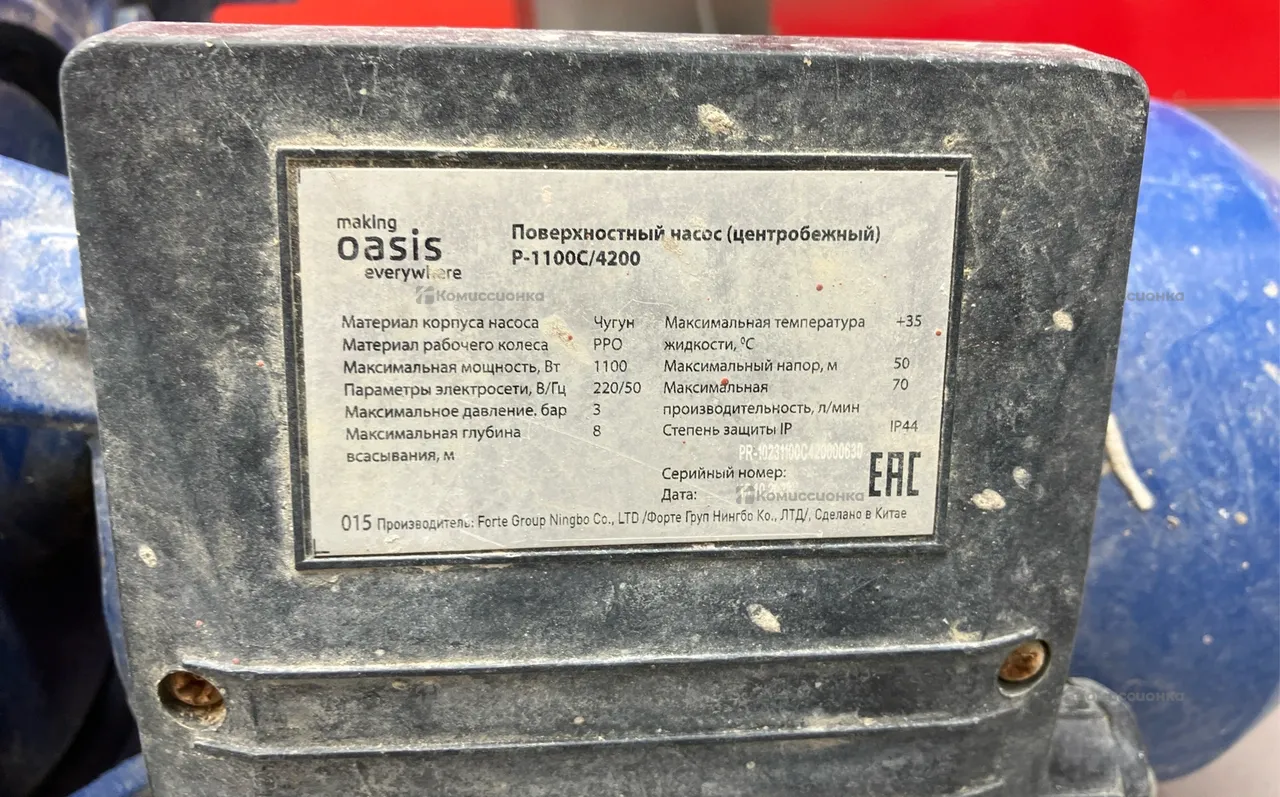 making
oasis
everywhere
Поверхностный насос (центробежный)
P-1100C/4200
Комиссионка
Материал корпуса насоса Чугун
Материал рабочего колеса PPO
Максимальная мощность, Вт 1100
Параметры электросети, В/Гц 220/50
Максимальное давление. бар 3
Максимальная глубина 8
всасывания, м
Максимальная температура +35
жидкости, ⁰C
Максимальный напор, м 50
Максимальная 70
производительность, л/мин
Степень защиты IP IP44
PR-10231100C420000630
Серийный номер:
Дата:
EAC
Комиссионка
015 Производитель: Forte Group Ningbo Co., LTD /Форте Груп Нингбо Ко., ЛТД/, Сделано в Китае